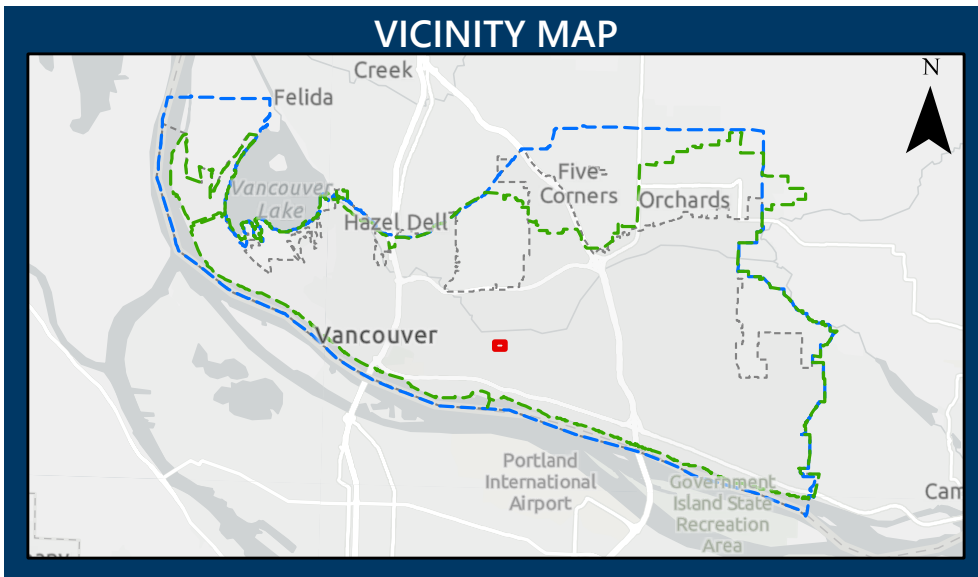 VICINITY MAP
Creek
N
Felida
Five
Corners
Vancouver
Lake
Orchards
Hazel Dell
Vancouver
Portland
International
Airport
Government
Island State
Recreation
Area
Cam